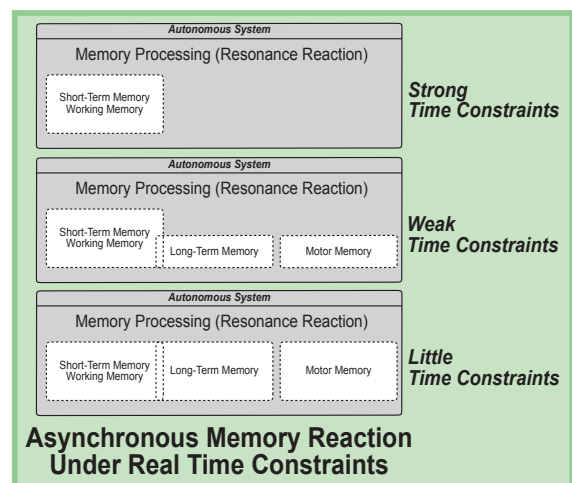 Autonomous System
Memory Processing (Resonance Reaction)
Short-Term Memory
Working Memory
Strong
Time Constraints
Autonomous System
Memory Processing (Resonance Reaction)
Short-Term Memory
Working Memory
Long-Term Memory
Motor Memory
Weak
Time Constraints
Autonomous System
Memory Processing (Resonance Reaction)
Short-Term Memory
Working Memory
Long-Term Memory
Motor Memory
Little
Time Constraints
Asynchronous Memory Reaction
Under Real Time Constraints